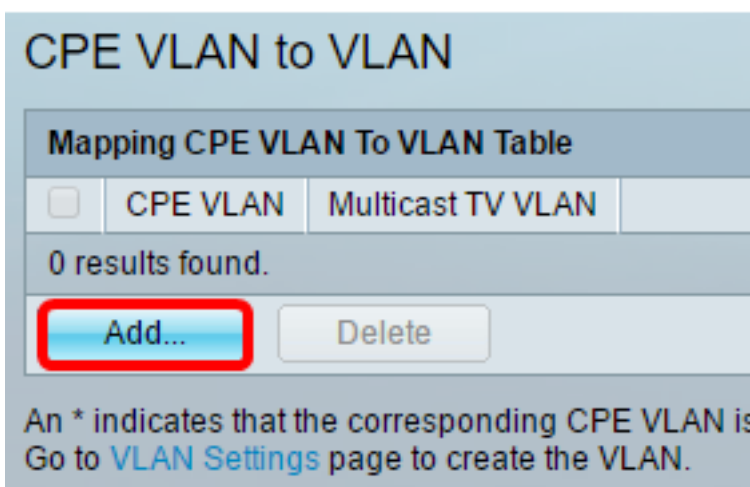 CPE VLAN to VLAN
Mapping CPE VLAN To VLAN Table
CPE VLAN Multicast TV VLAN
0 results found.
Add... Delete
An * indicates that the corresponding CPE VLAN is
Go to VLAN Settings page to create the VLAN.